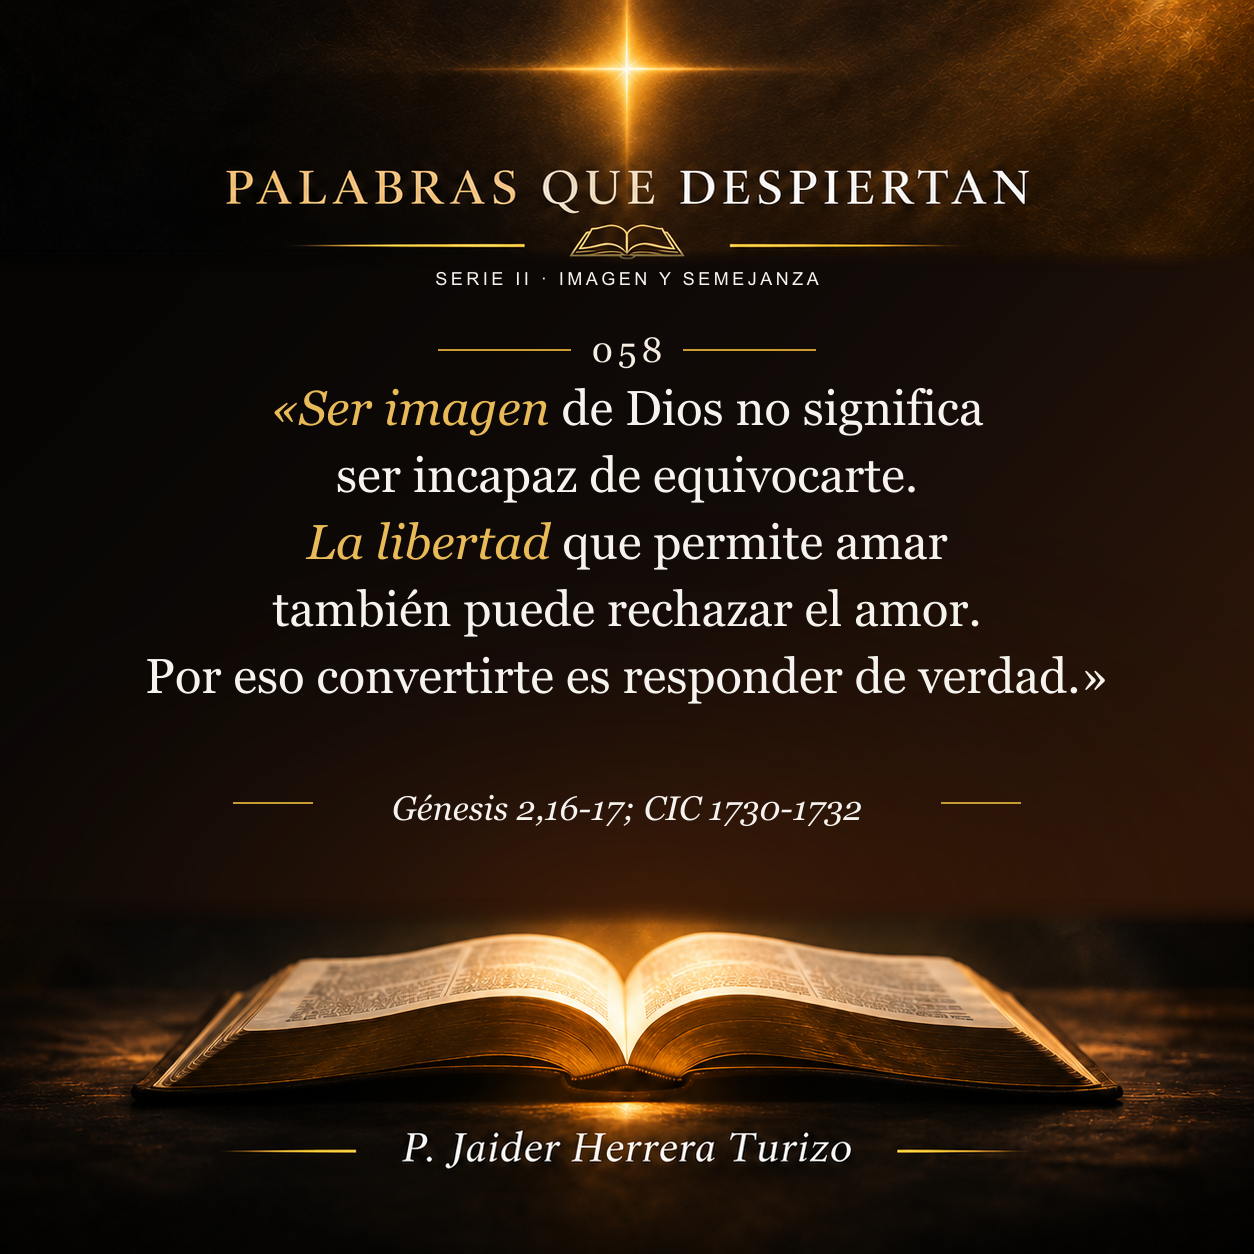 PALABRAS QUE DESPIERTAN
SERIE II · IMAGEN Y SEMEJANZA
058
«Ser imagen de Dios no significa
ser incapaz de equivocarte.
La libertad que permite amar
también puede rechazar el amor.
Por eso convertirte es responder de verdad.»
Génesis 2,16-17; CIC 1730-1732
P. Jaider Herrera Turizo